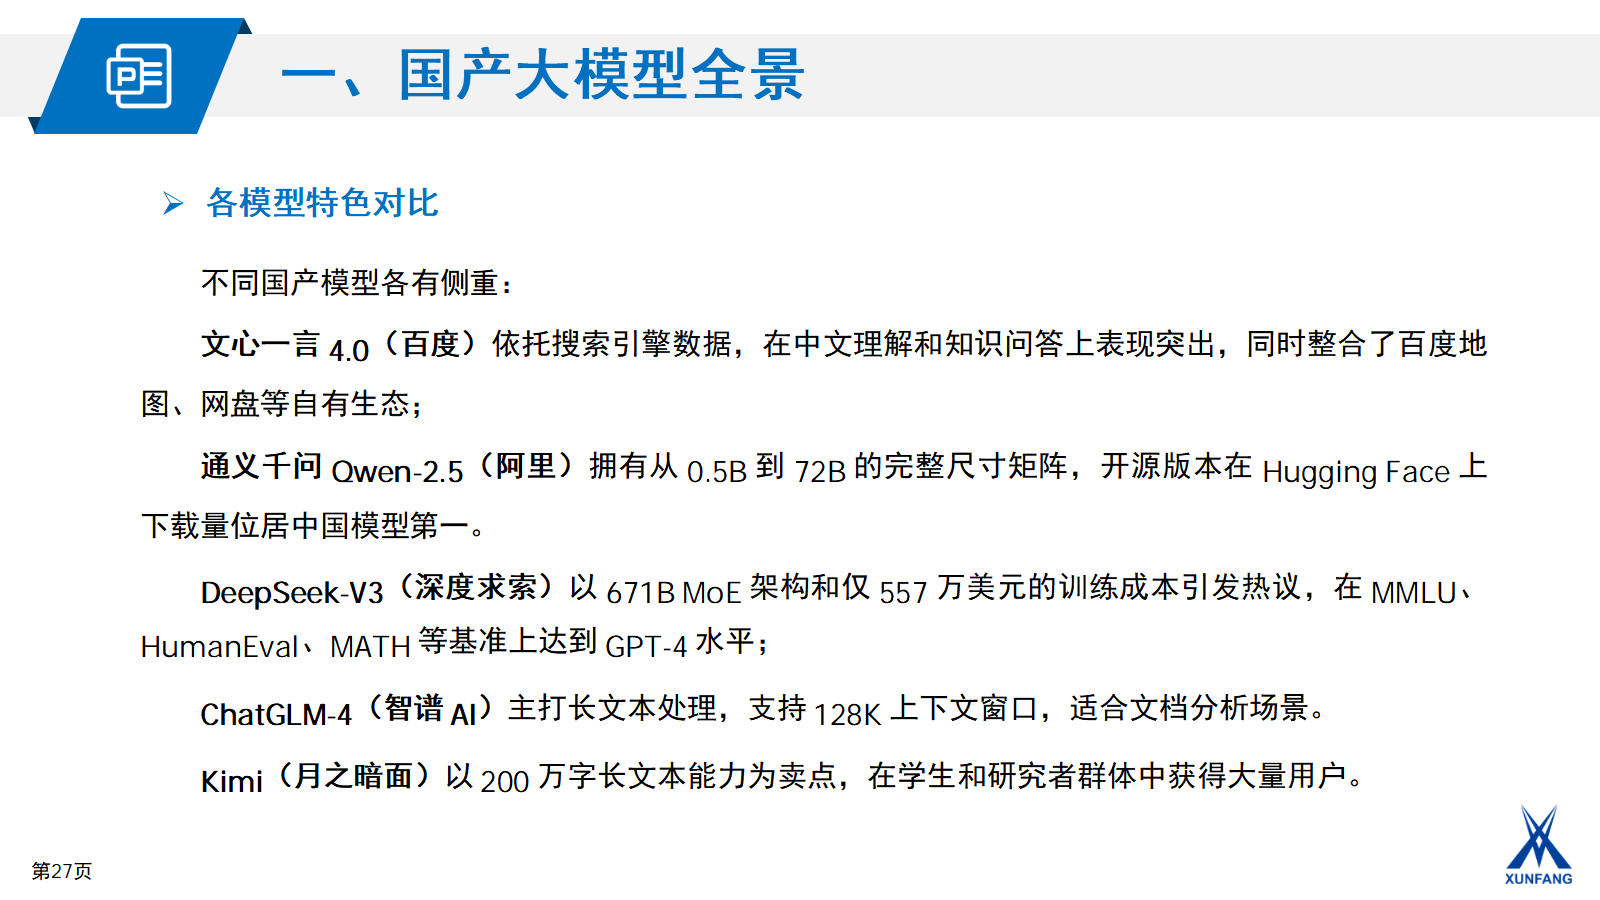 一、国产大模型全景
各模型特色对比
不同国产模型各有侧重：
文心一言 4.0（百度）依托搜索引擎数据，在中文理解和知识问答上表现突出，同时整合了百度地
图、网盘等自有生态；
通义千问 Qwen-2.5（阿里）拥有从 0.5B 到 72B 的完整尺寸矩阵，开源版本在 Hugging Face 上
下载量位居中国模型第一。
DeepSeek-V3（深度求索）以 671B MoE 架构和仅 557 万美元的训练成本引发热议，在 MMLU、
HumanEval、MATH 等基准上达到 GPT-4 水平；
ChatGLM-4（智谱 AI）主打长文本处理，支持 128K 上下文窗口，适合文档分析场景。
Kimi（月之暗面）以 200 万字长文本能力为卖点，在学生和研究者群体中获得大量用户。
第27页
XUNFANG